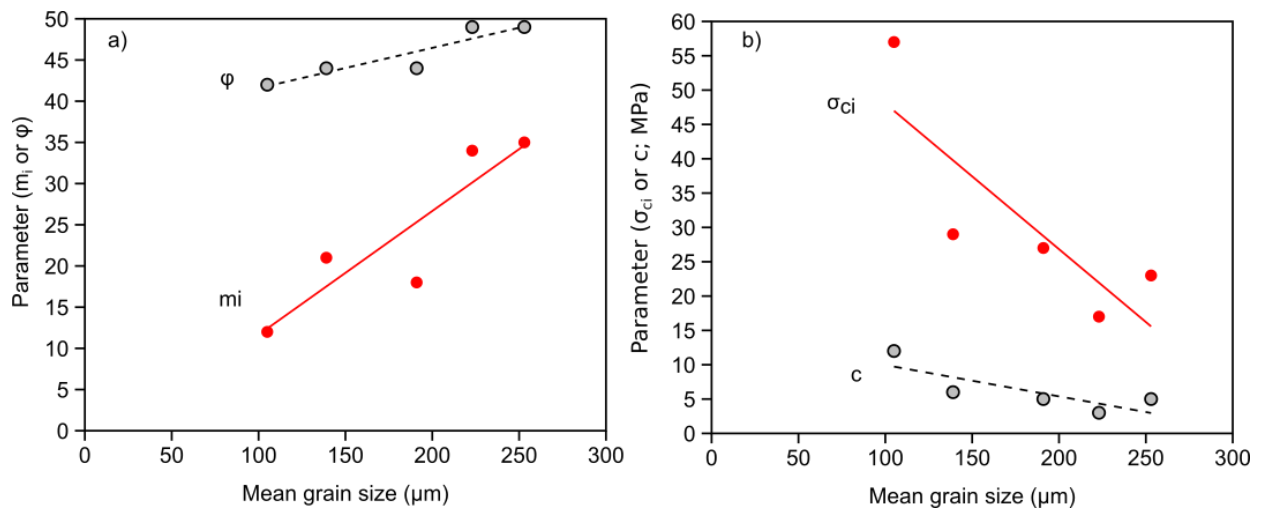 a)
φ
mi
Parameter (mᵢ or φ)
50
45
40
35
30
25
20
15
10
5
0
0 50 100 150 200 250 300
Mean grain size (µm)
b)
σci
c
Parameter (σci or c; MPa)
60
55
50
45
40
35
30
25
20
15
10
5
0
0 50 100 150 200 250 300
Mean grain size (µm)